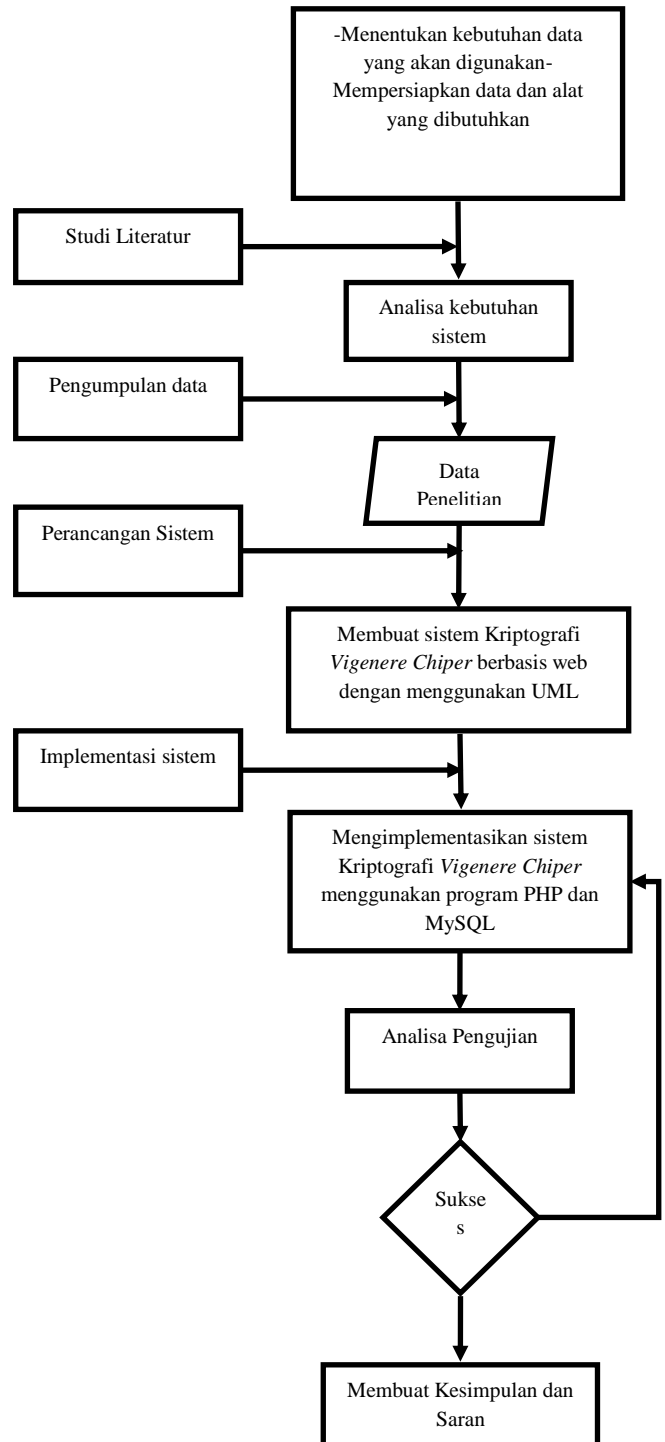 -Menentukan kebutuhan data
yang akan digunakan-
Mempersiapkan data dan alat
yang dibutuhkan
Studi Literatur
Analisa kebutuhan
sistem
Pengumpulan data
Data
Penelitian
Perancangan Sistem
Membuat sistem Kriptografi
Vigenere Chiper berbasis web
dengan menggunakan UML
Implementasi sistem
Mengimplementasikan sistem
Kriptografi Vigenere Chiper
menggunakan program PHP dan
MySQL
Analisa Pengujian
Sukse
s
Membuat Kesimpulan dan
Saran